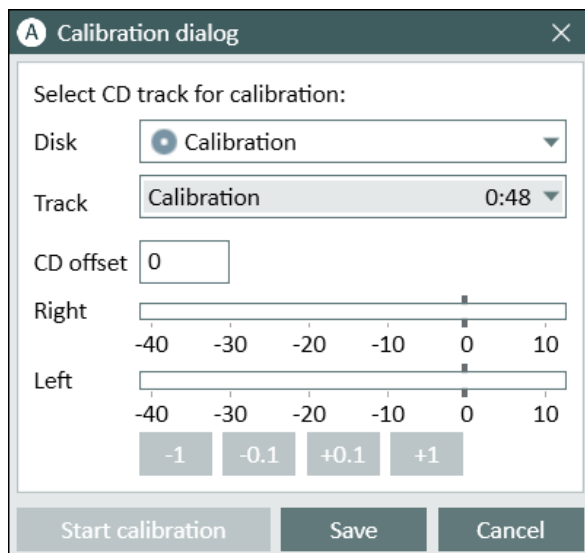 A Calibration dialog
Select CD track for calibration:
Disk Calibration
Track Calibration 0:48
CD offset 0
Right
-40 -30 -20 -10 0 10
Left
-40 -30 -20 -10 0 10
-1 -0.1 +0.1 +1
Start calibration Save Cancel